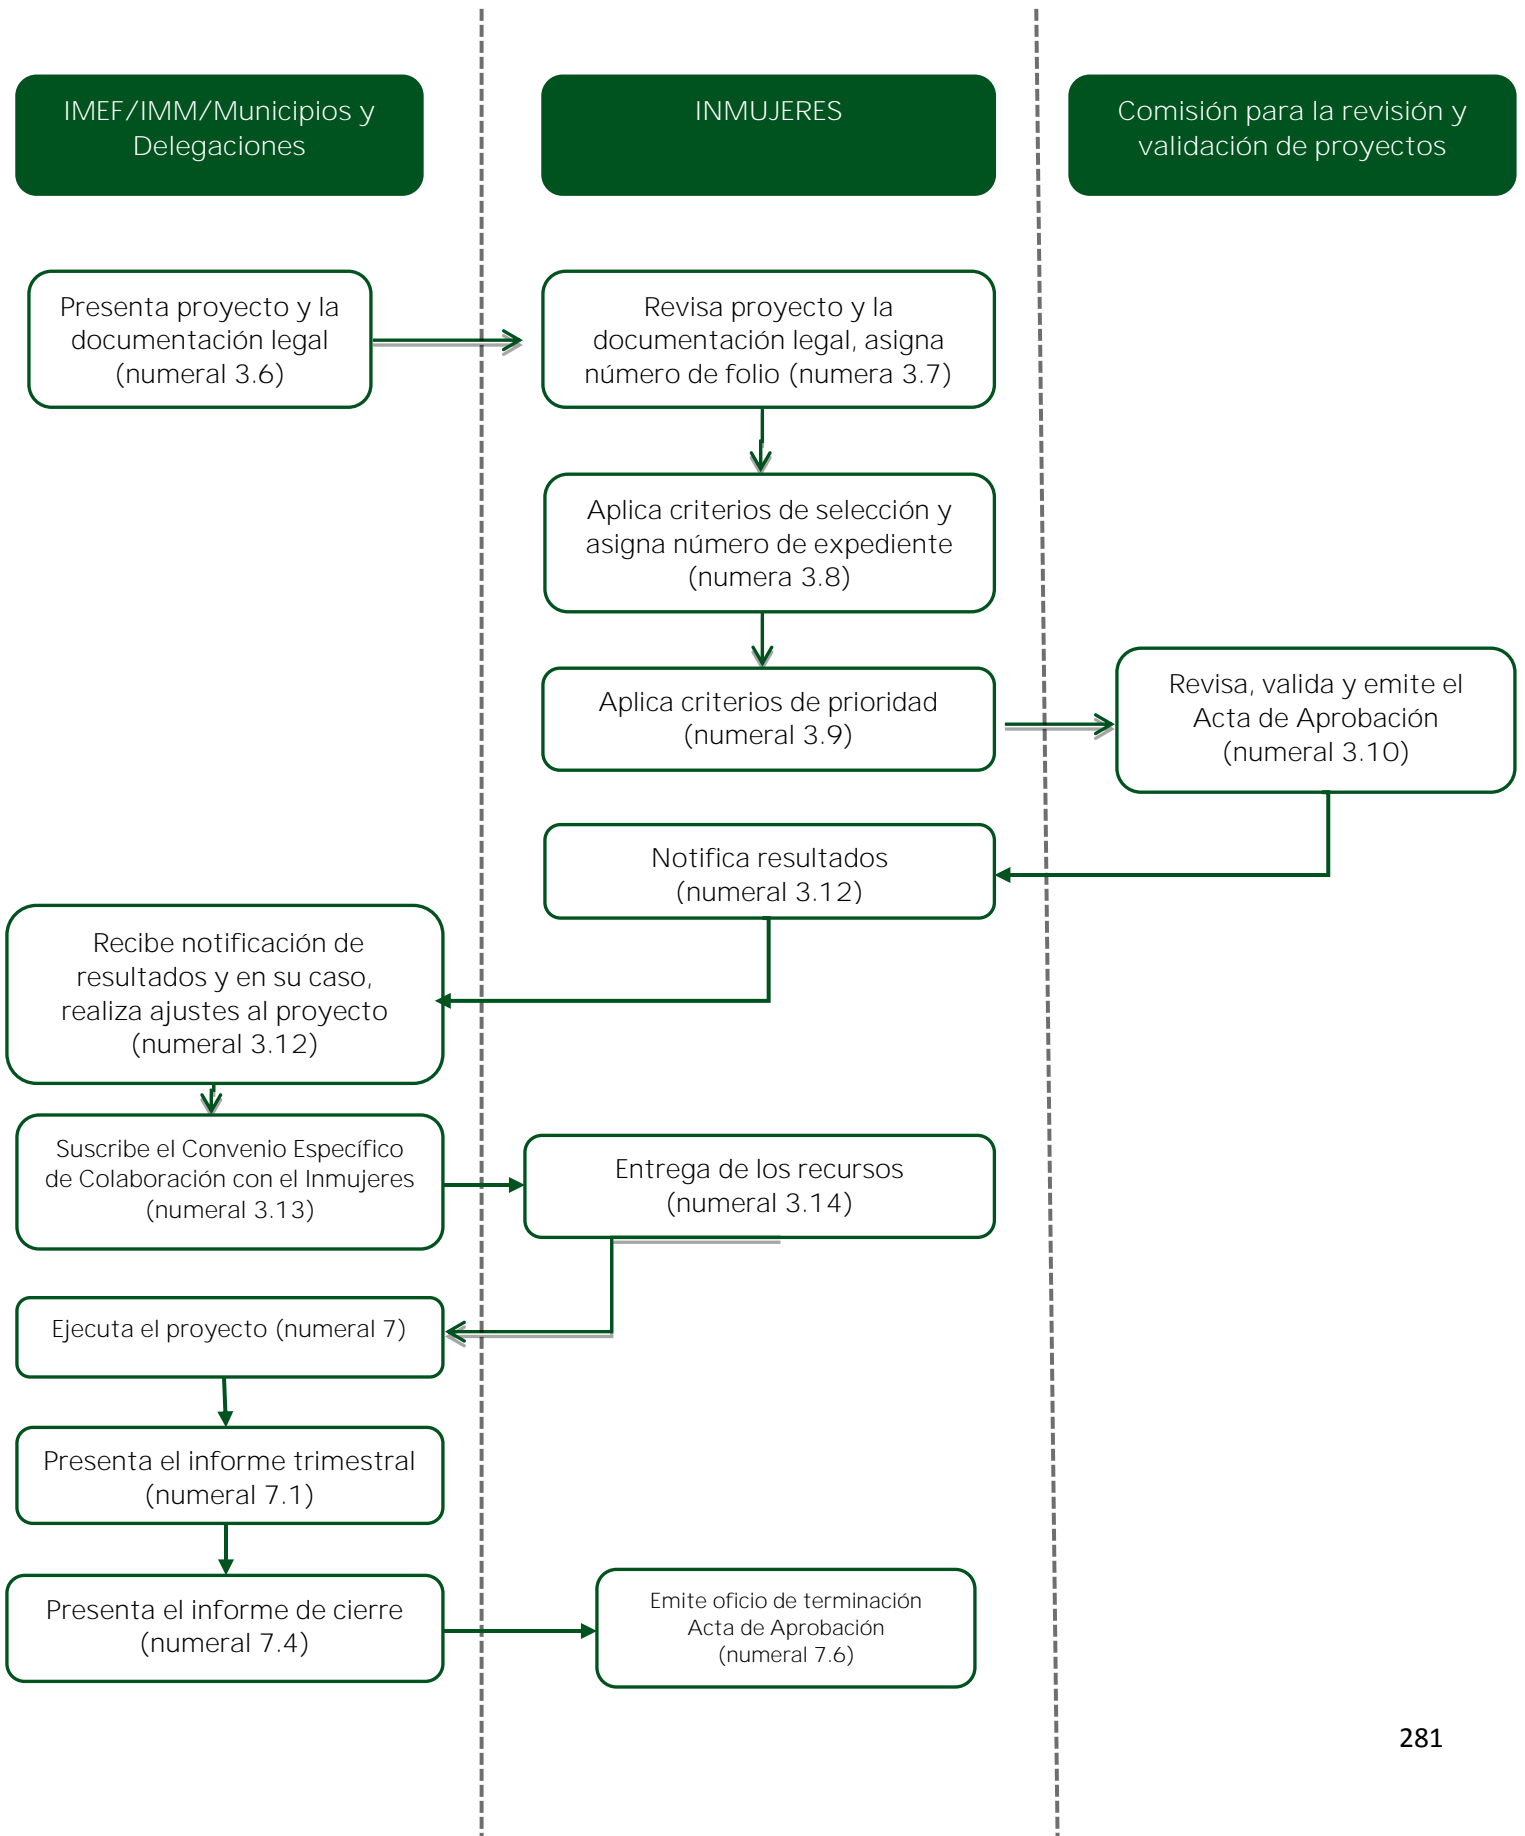 IMEF/IMM/Municipios y
Delegaciones
INMUJERES
Comisión para la revisión y
validación de proyectos
Presenta proyecto y la
documentación legal
(numeral 3.6)
Revisa proyecto y la
documentación legal, asigna
número de folio (numera 3.7)
Aplica criterios de selección y
asigna número de expediente
(numera 3.8)
Aplica criterios de prioridad
(numeral 3.9)
Revisa, valida y emite el
Acta de Aprobación
(numeral 3.10)
Notifica resultados
(numeral 3.12)
Recibe notificación de
resultados y en su caso,
realiza ajustes al proyecto
(numeral 3.12)
Suscribe el Convenio Específico
de Colaboración con el Inmujeres
(numeral 3.13)
Entrega de los recursos
(numeral 3.14)
Ejecuta el proyecto (numeral 7)
Presenta el informe trimestral
(numeral 7.1)
Presenta el informe de cierre
(numeral 7.4)
Emite oficio de terminación
Acta de Aprobación
(numeral 7.6)
281